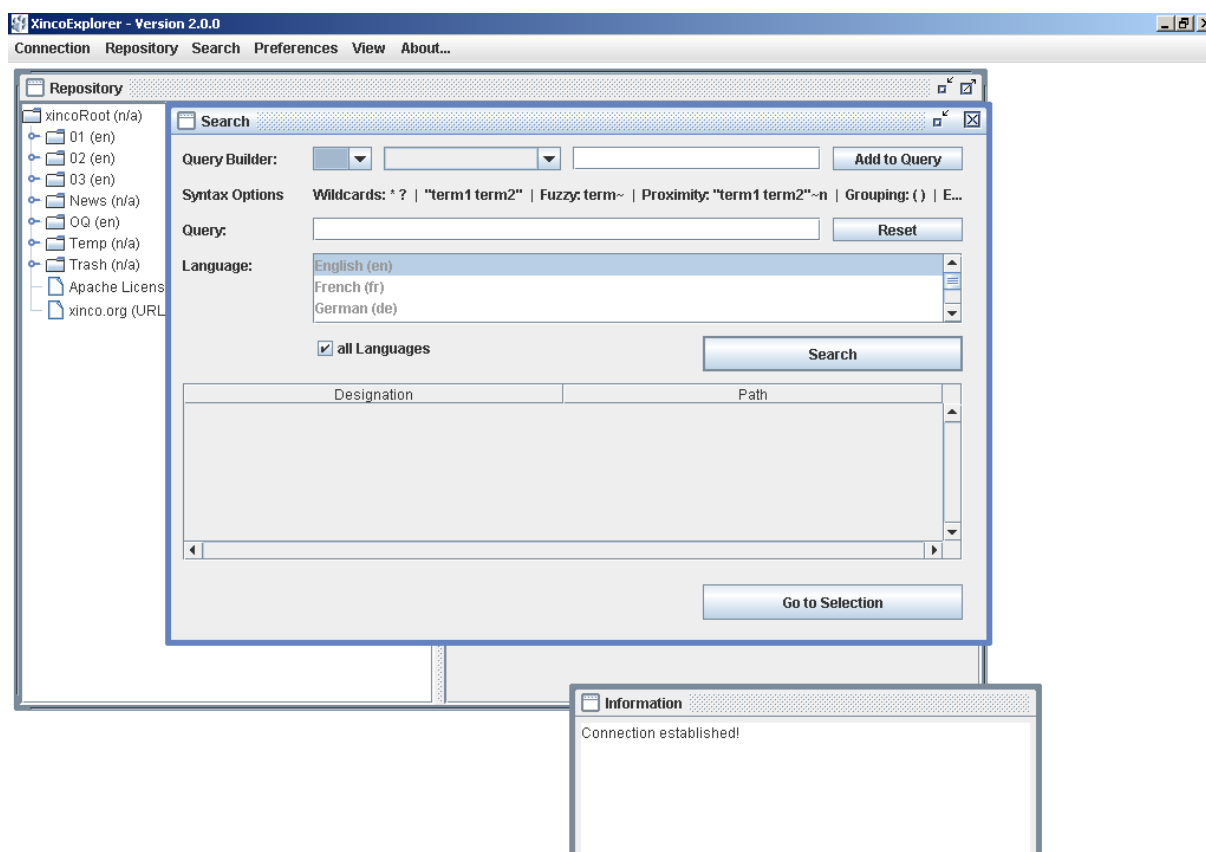 XincoExplorer - Version 2.0.0
Connection Repository Search Preferences View About...
Repository
xincoRoot (n/a)
01 (en)
02 (en)
03 (en)
News (n/a)
OQ (en)
Temp (n/a)
Trash (n/a)
Apache Licens
xinco.org (URL
Search
Query Builder: Add to Query
Syntax Options Wildcards: * ? | "term1 term2" | Fuzzy: term~ | Proximity: "term1 term2"~n | Grouping: ( ) | E...
Query: Reset
Language: English (en)
French (fr)
German (de)
all Languages Search
Designation Path
Go to Selection
Information
Connection established!